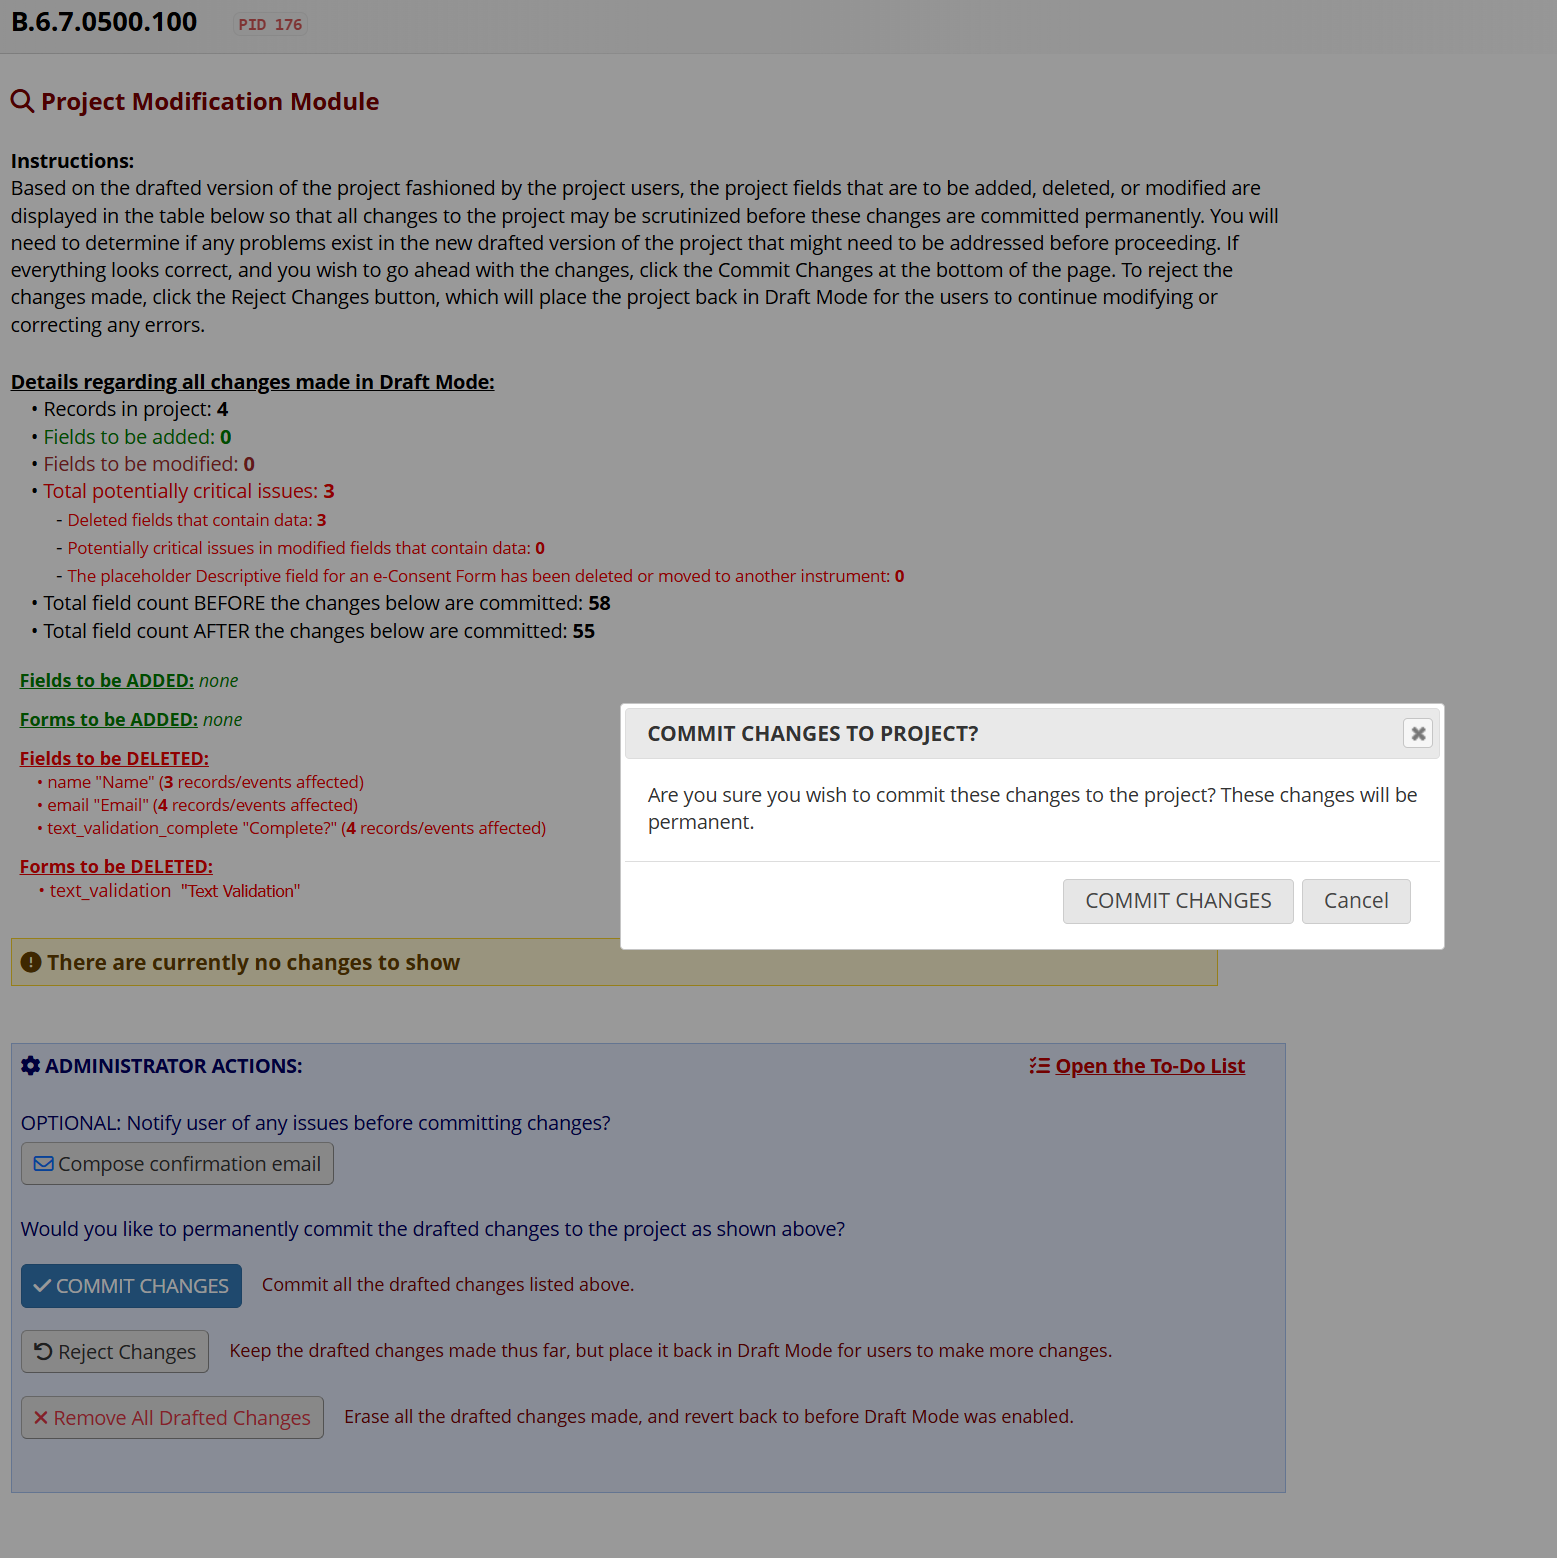 B.6.7.0500.100 PID 176
Project Modification Module
Instructions:
Based on the drafted version of the project fashioned by the project users, the project fields that are to be added, deleted, or modified are
displayed in the table below so that all changes to the project may be scrutinized before these changes are committed permanently. You will
need to determine if any problems exist in the new drafted version of the project that might need to be addressed before proceeding. If
everything looks correct, and you wish to go ahead with the changes, click the Commit Changes at the bottom of the page. To reject the
changes made, click the Reject Changes button, which will place the project back in Draft Mode for the users to continue modifying or
correcting any errors.
Details regarding all changes made in Draft Mode:
• Records in project: 4
• Fields to be added: 0
• Fields to be modified: 0
• Total potentially critical issues: 3
- Deleted fields that contain data: 3
- Potentially critical issues in modified fields that contain data: 0
- The placeholder Descriptive field for an e-Consent Form has been deleted or moved to another instrument: 0
• Total field count BEFORE the changes below are committed: 58
• Total field count AFTER the changes below are committed: 55
Fields to be ADDED: none
Forms to be ADDED: none
Fields to be DELETED:
• name "Name" (3 records/events affected)
• email "Email" (4 records/events affected)
• text_validation_complete "Complete?" (4 records/events affected)
Forms to be DELETED:
• text_validation "Text Validation"
COMMIT CHANGES TO PROJECT?
Are you sure you wish to commit these changes to the project? These changes will be
permanent.
COMMIT CHANGES Cancel
There are currently no changes to show
ADMINISTRATOR ACTIONS: Open the To-Do List
OPTIONAL: Notify user of any issues before committing changes?
Compose confirmation email
Would you like to permanently commit the drafted changes to the project as shown above?
COMMIT CHANGES Commit all the drafted changes listed above.
Reject Changes Keep the drafted changes made thus far, but place it back in Draft Mode for users to make more changes.
Remove All Drafted Changes Erase all the drafted changes made, and revert back to before Draft Mode was enabled.